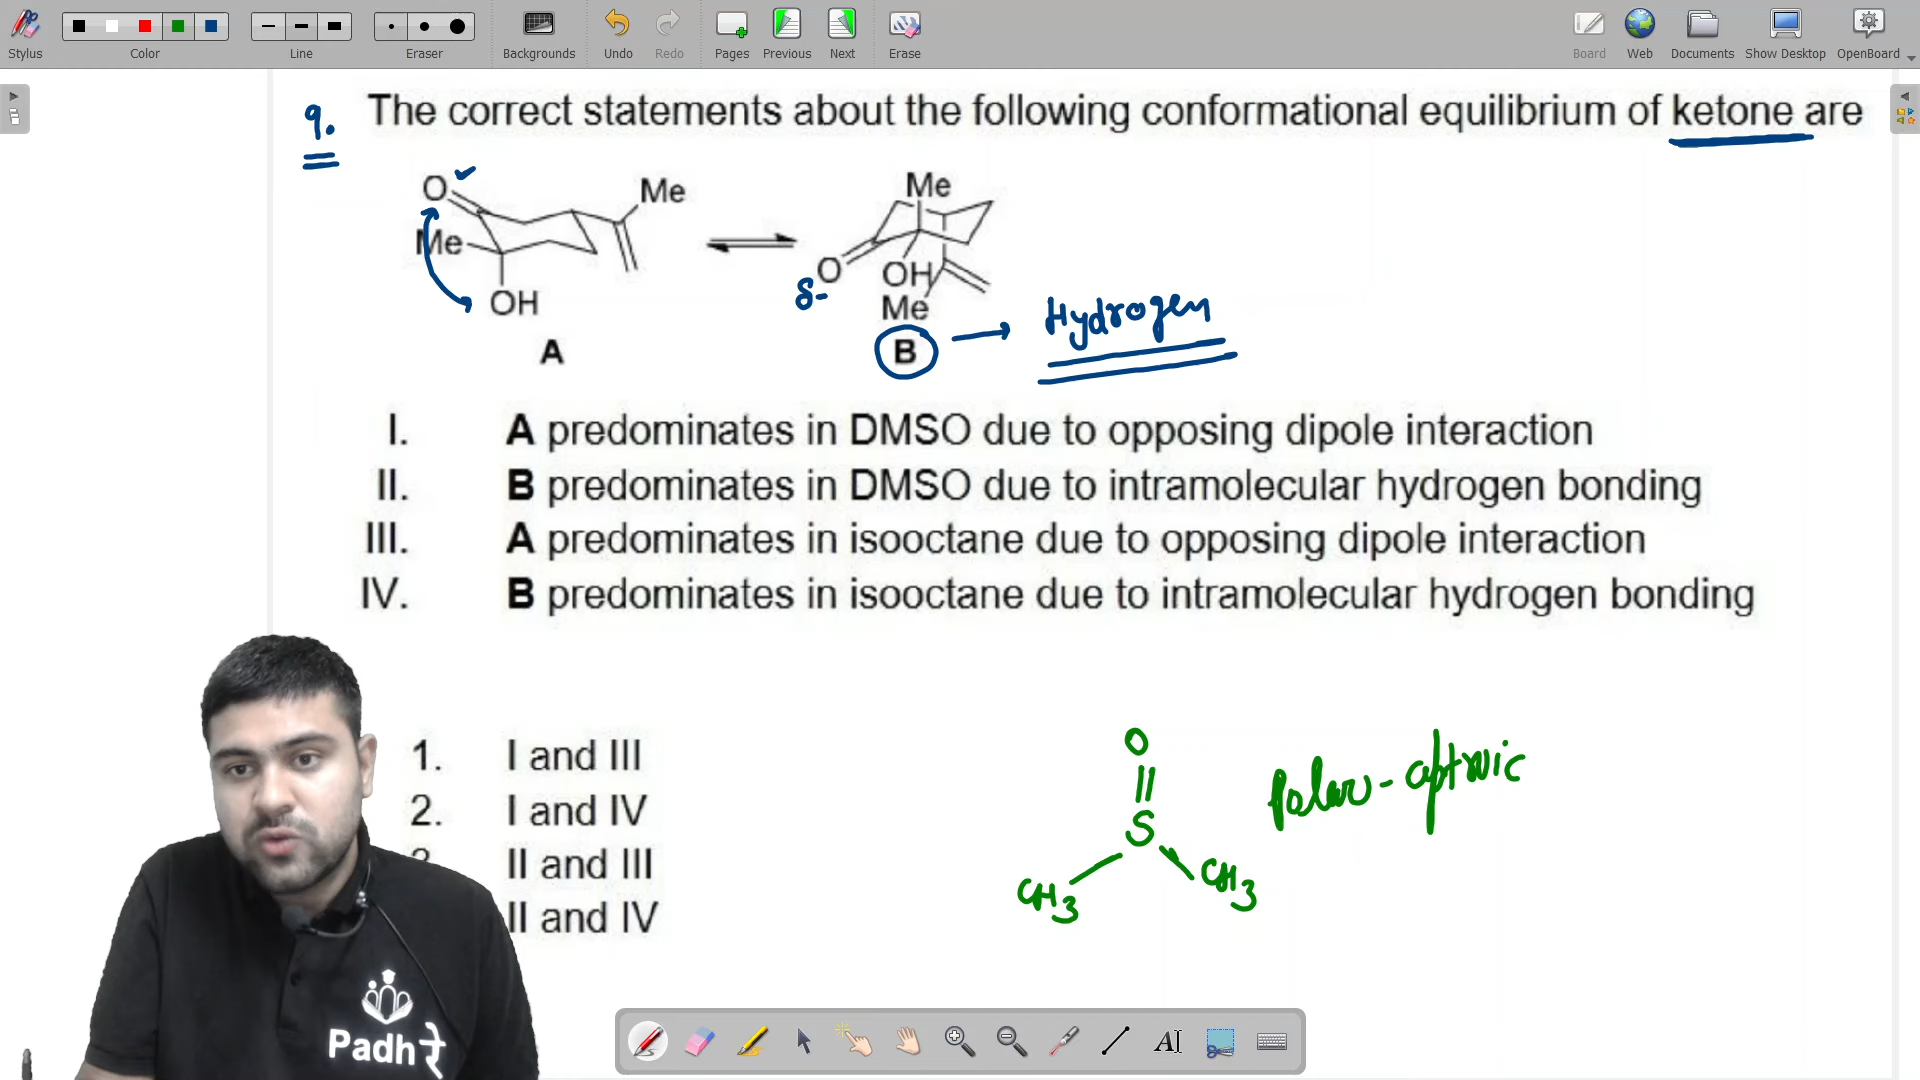 Stylus Color Line Eraser Backgrounds Undo Redo Pages Previous Next Erase Board Web Documents Show Desktop OpenBoard
9. The correct statements about the following conformational equilibrium of ketone are
O Me Me
Me O OH
δ-
OH Me Hydrogen
A B
I. A predominates in DMSO due to opposing dipole interaction
II. B predominates in DMSO due to intramolecular hydrogen bonding
III. A predominates in isooctane due to opposing dipole interaction
IV. B predominates in isooctane due to intramolecular hydrogen bonding
1. I and III
2. I and IV
II and III
II and IV
O
S
CH3 CH3
Polar-aptroic
Padhरे
AI